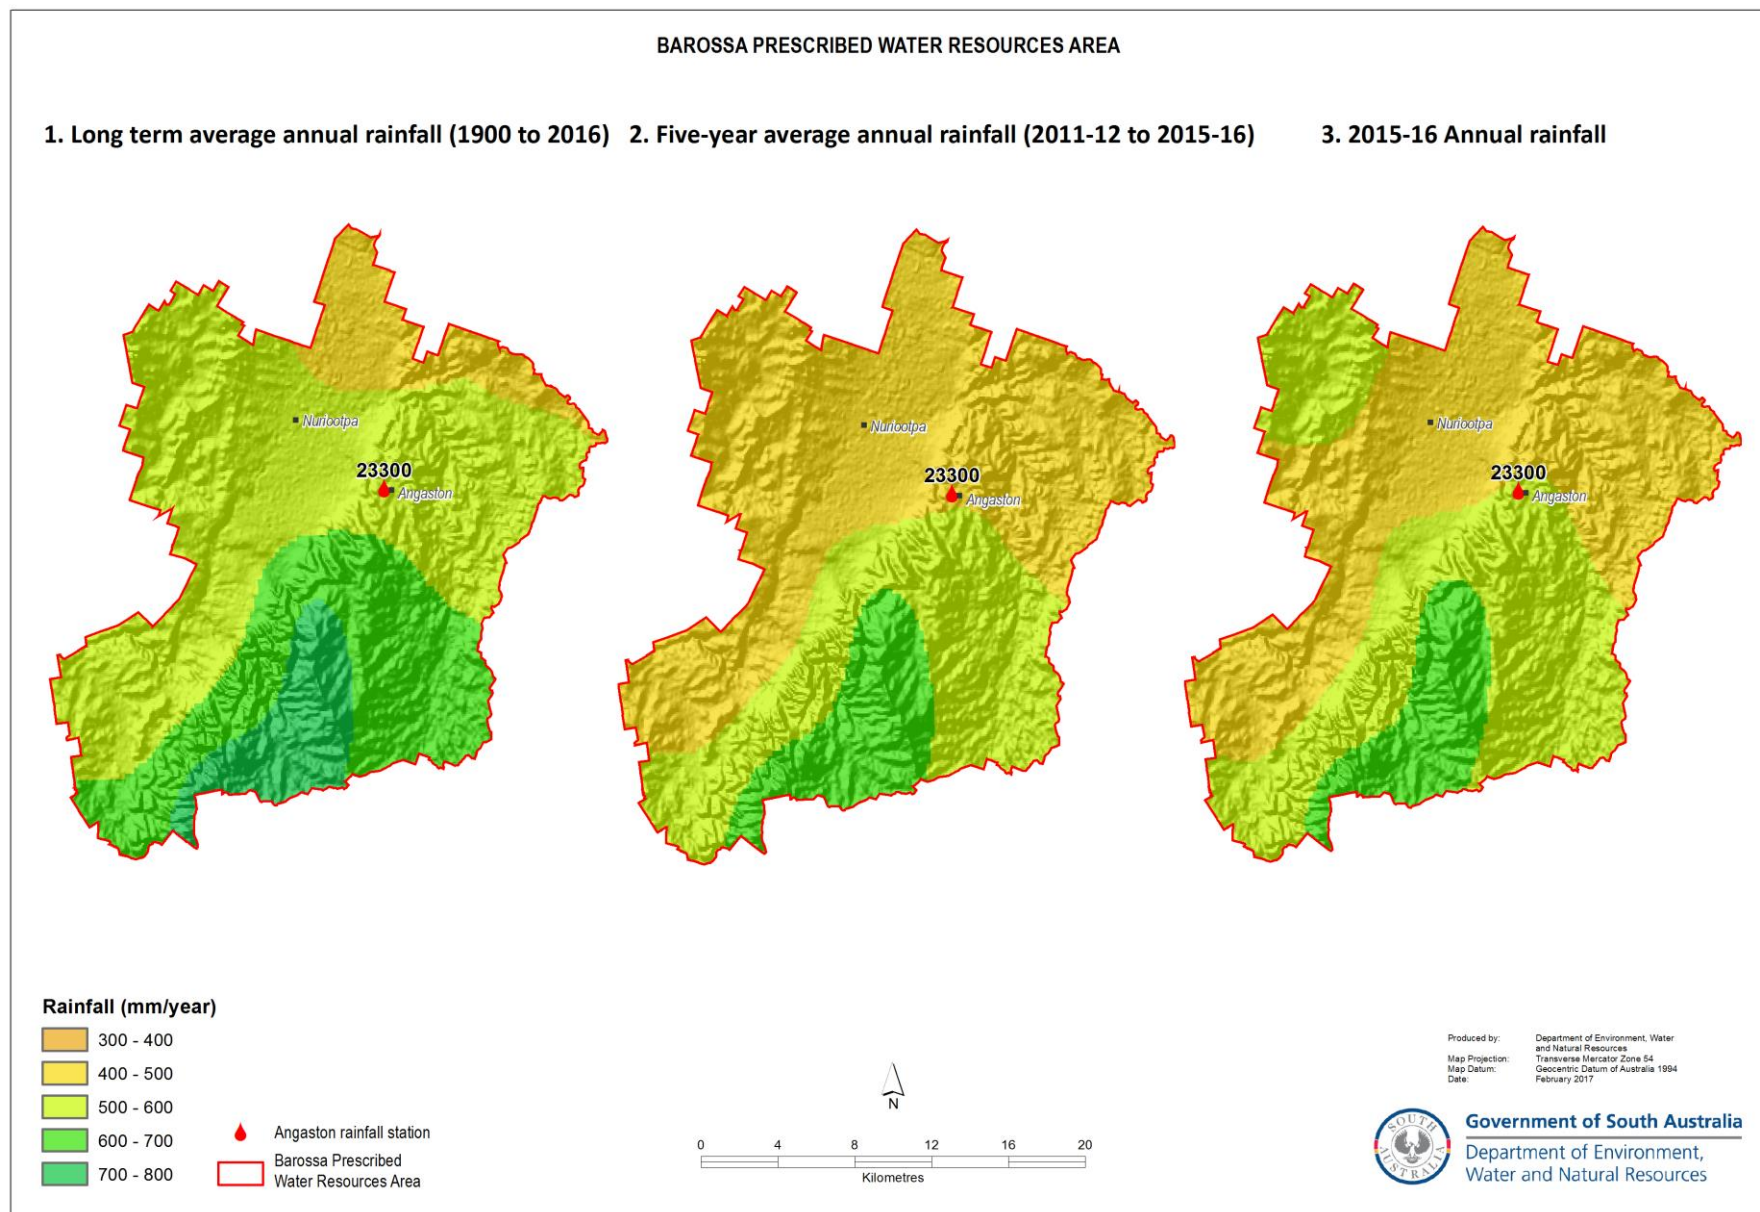 BAROSSA PRESCRIBED WATER RESOURCES AREA
1. Long term average annual rainfall (1900 to 2016)
2. Five-year average annual rainfall (2011-12 to 2015-16)
3. 2015-16 Annual rainfall
Nuriootpa
23300
Angaston
Nuriootpa
23300
Angaston
Nuriootpa
23300
Angaston
Rainfall (mm/year)
300 - 400
400 - 500
500 - 600
600 - 700
700 - 800
Angaston rainfall station
Barossa Prescribed
Water Resources Area
N
0 4 8 12 16 20
Kilometres
Produced by: Department of Environment, Water
and Natural Resources
Map Projection: Transverse Mercator Zone 54
Map Datum: Geocentric Datum of Australia 1994
Date: February 2017
SOUTH
AUSTRALIA
Government of South Australia
Department of Environment,
Water and Natural Resources